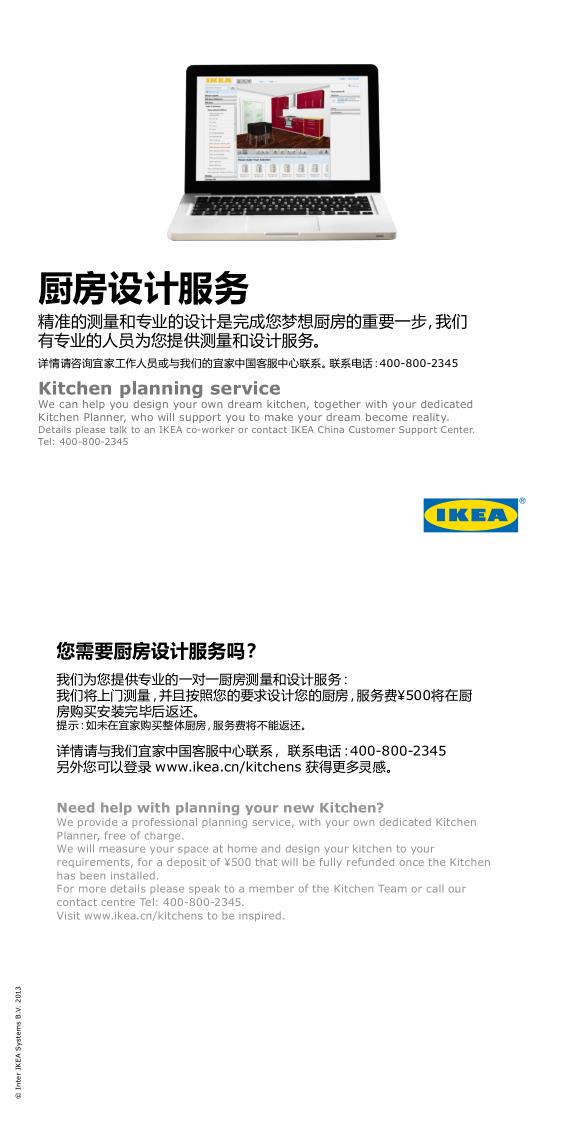 IKEA
厨房设计服务
精准的测量和专业的设计是完成您梦想厨房的重要一步，我们
有专业的人员为您提供测量和设计服务。
详情请咨询宜家工作人员或与我们的宜家中国客服中心联系。联系电话：400-800-2345
Kitchen planning service
We can help you design your own dream kitchen, together with your dedicated
Kitchen Planner, who will support you to make your dream become reality.
Details please talk to an IKEA co-worker or contact IKEA China Customer Support Center.
Tel: 400-800-2345
IKEA®
您需要厨房设计服务吗？
我们为您提供专业的一对一厨房测量和设计服务：
我们将上门测量，并且按照您的要求设计您的厨房，服务费¥500将在厨
房购买安装完毕后返还。
提示：如未在宜家购买整体厨房，服务费将不能返还。
详情请与我们宜家中国客服中心联系，联系电话：400-800-2345
另外您可以登录 www.ikea.cn/kitchens 获得更多灵感。
Need help with planning your new Kitchen?
We provide a professional planning service, with your own dedicated Kitchen
Planner, free of charge.
We will measure your space at home and design your kitchen to your
requirements, for a deposit of ¥500 that will be fully refunded once the Kitchen
has been installed.
For more details please speak to a member of the Kitchen Team or call our
contact centre Tel: 400-800-2345.
Visit www.ikea.cn/kitchens to be inspired.
© Inter IKEA Systems B.V. 2013